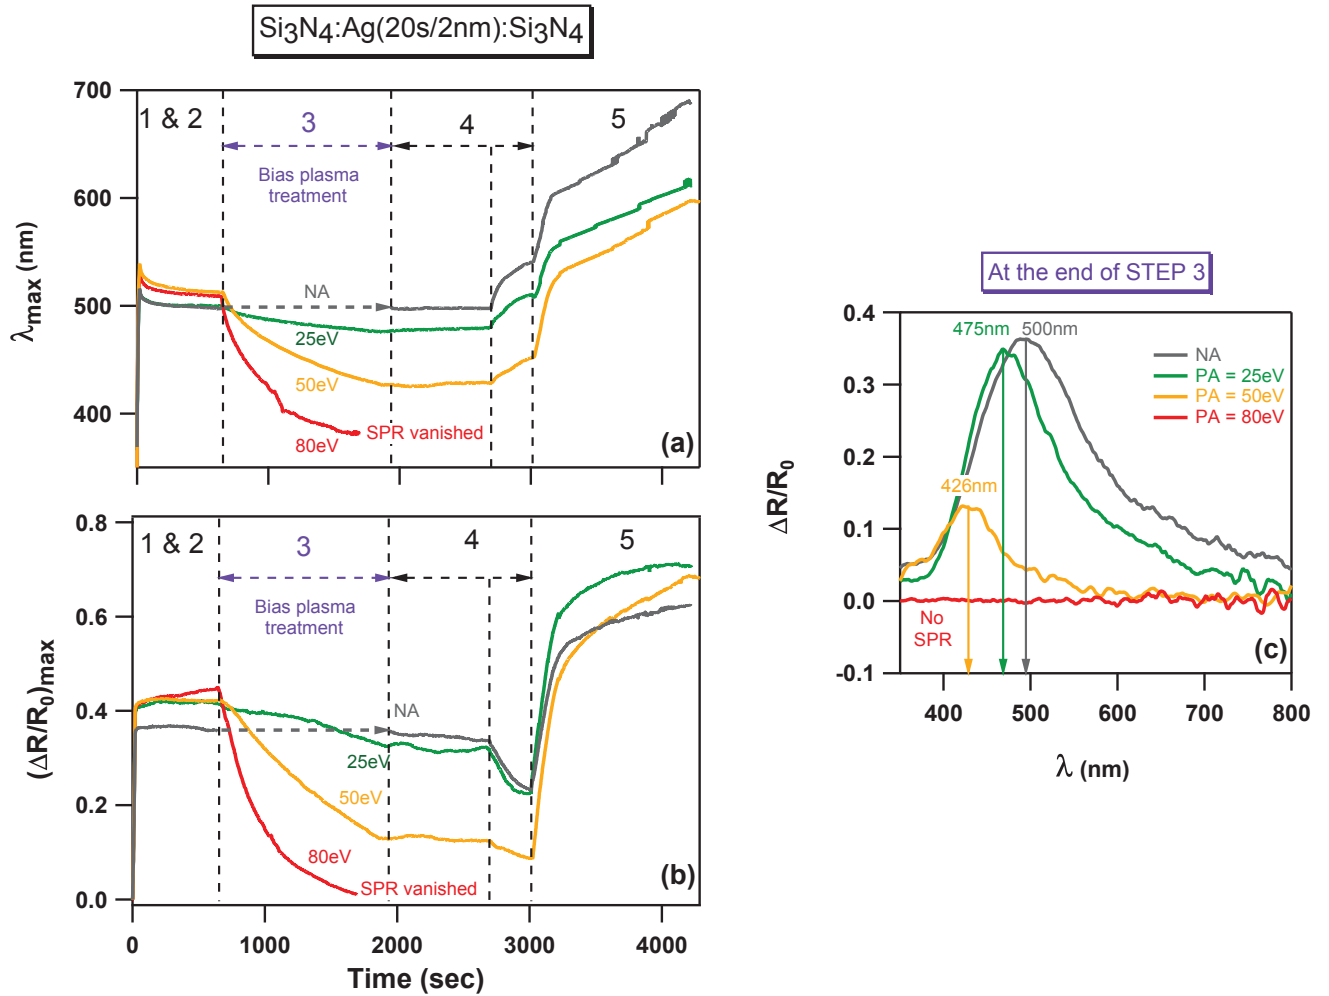 Si3N4:Ag(20s/2nm):Si3N4
700
600
500
400
λmax (nm)
1 & 2
3
4
5
Bias plasma
treatment
NA
25eV
50eV
80eV
SPR vanished
(a)
0.8
0.6
0.4
0.2
0.0
(ΔR/R0)max
1 & 2
3
4
5
Bias plasma
treatment
NA
25eV
50eV
80eV
SPR vanished
(b)
0
1000
2000
3000
4000
Time (sec)
At the end of STEP 3
0.4
0.3
0.2
0.1
0.0
-0.1
ΔR/R0
475nm
500nm
426nm
NA
PA = 25eV
PA = 50eV
PA = 80eV
No
SPR
(c)
400
500
600
700
800
λ (nm)